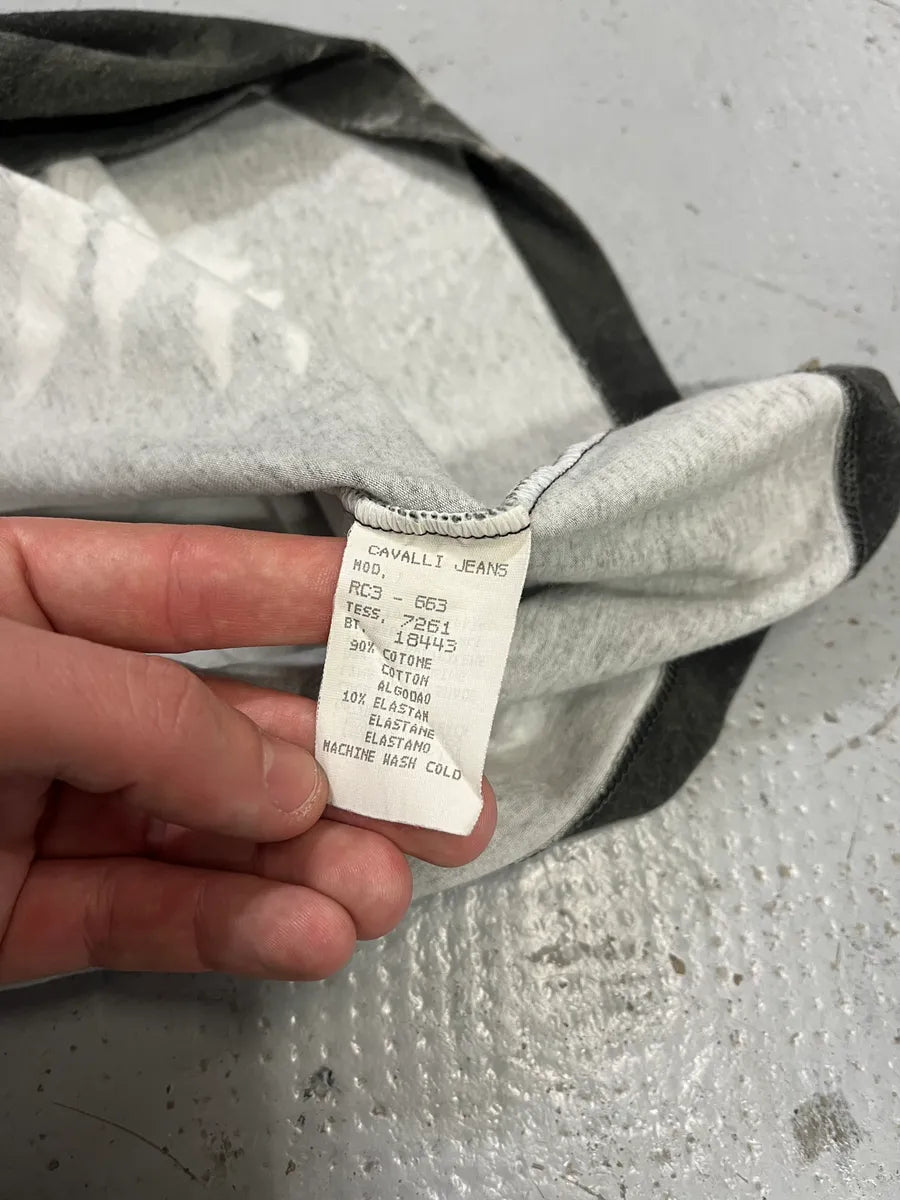 CAVALLI JEANS
MOD.
RC3 - 663
TESS. 7261
BT. 18443
90% COTONE
COTTON
ALGODAO
10% ELASTAN
ELASTANE
ELASTANO
MACHINE WASH COLD